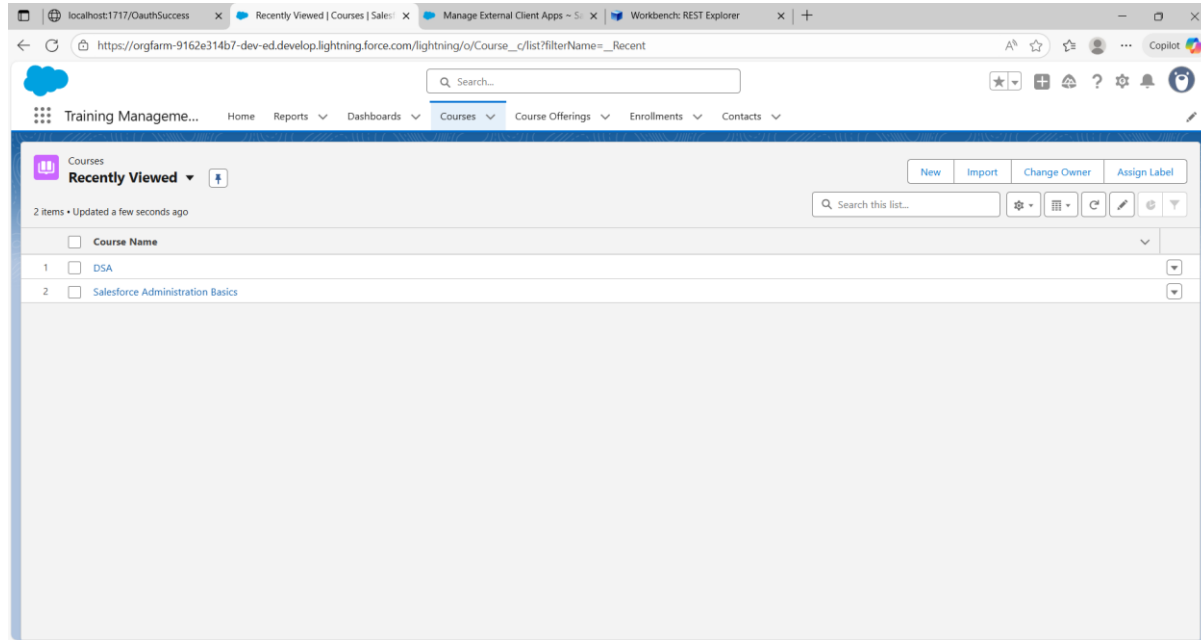 localhost:1717/OauthSuccess
Recently Viewed | Courses | Sales
Manage External Client Apps ~ Sa
Workbench: REST Explorer
https://orgfarm-9162e314b7-dev-ed.develop.lightning.force.com/lightning/o/Course__c/list?filterName=__Recent
Copilot
Search...
Training Manageme... Home Reports Dashboards Courses Course Offerings Enrollments Contacts
Courses
Recently Viewed
New Import Change Owner Assign Label
2 items • Updated a few seconds ago
Search this list...
Course Name
1 DSA
2 Salesforce Administration Basics